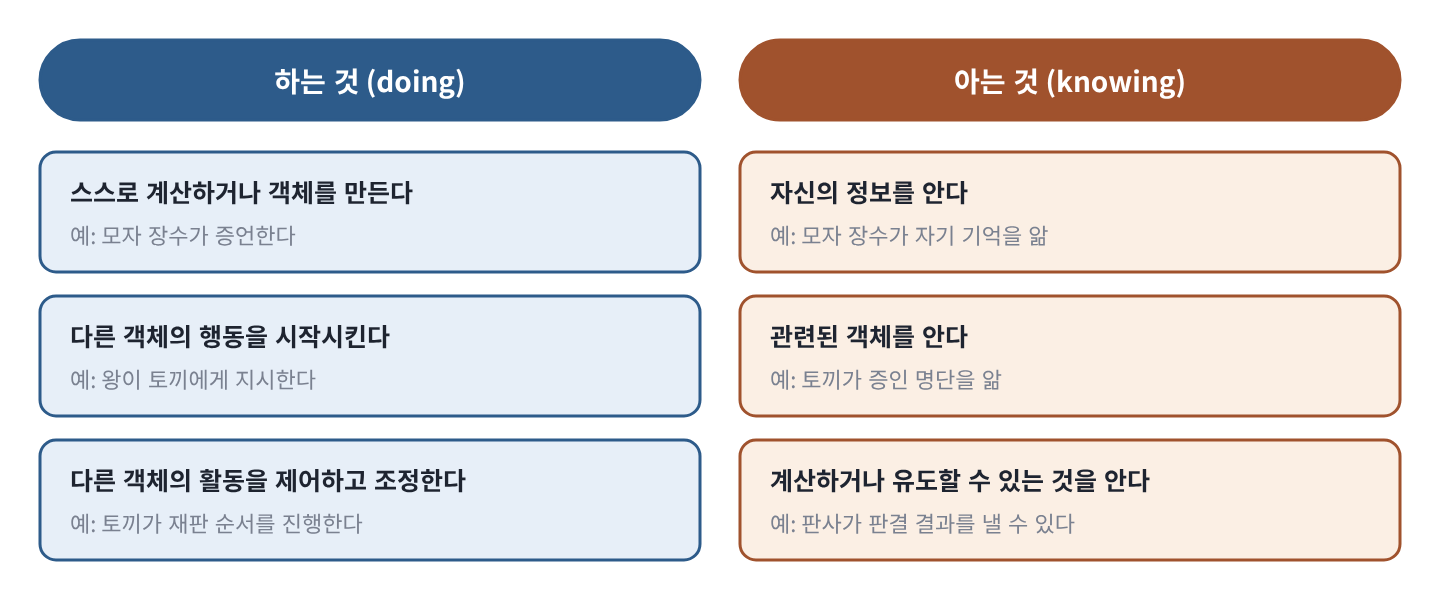 하는 것 (doing)
스스로 계산하거나 객체를 만든다
예: 모자 장수가 증언한다
다른 객체의 행동을 시작시킨다
예: 왕이 토끼에게 지시한다
다른 객체의 활동을 제어하고 조정한다
예: 토끼가 재판 순서를 진행한다
아는 것 (knowing)
자신의 정보를 안다
예: 모자 장수가 자기 기억을 앎
관련된 객체를 안다
예: 토끼가 증인 명단을 앎
계산하거나 유도할 수 있는 것을 안다
예: 판사가 판결 결과를 낼 수 있다